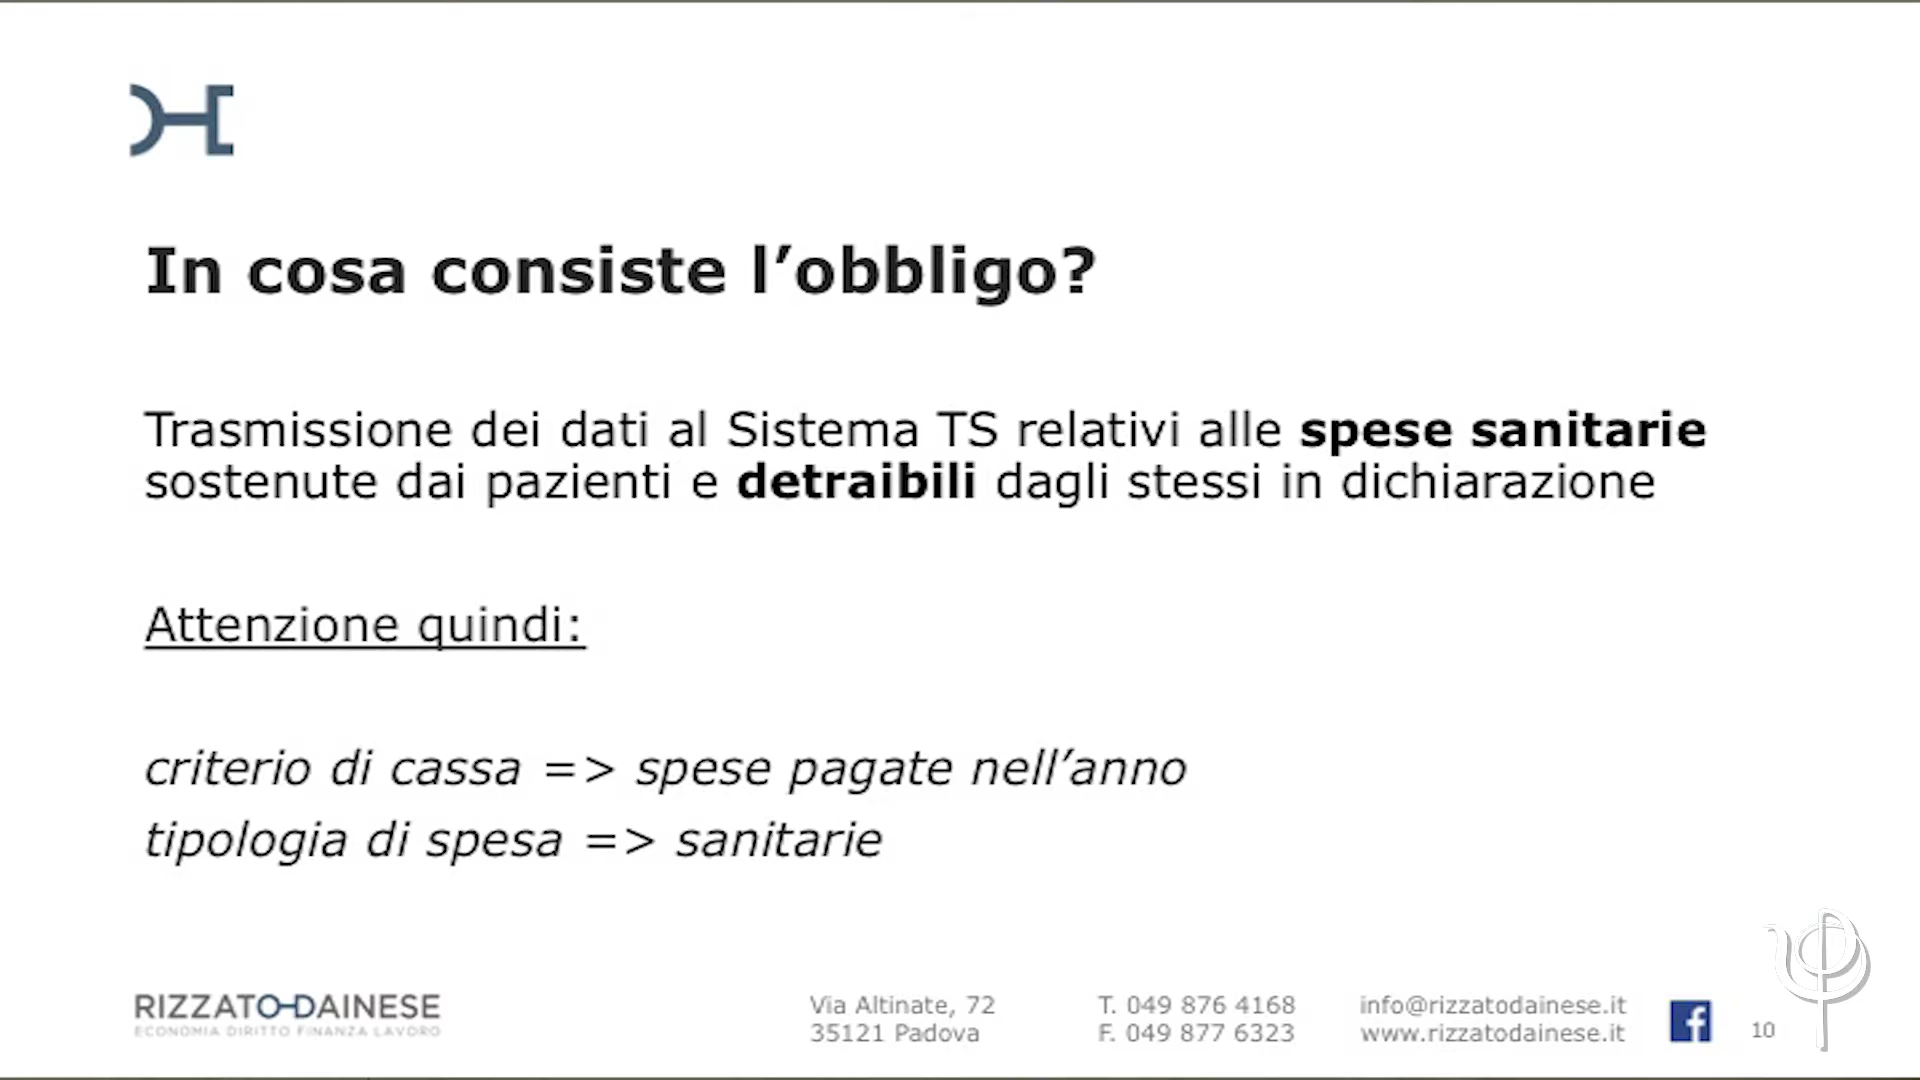 In cosa consiste l’obbligo?
Trasmissione dei dati al Sistema TS relativi alle spese sanitarie
sostenute dai pazienti e detraibili dagli stessi in dichiarazione
Attenzione quindi:
criterio di cassa => spese pagate nell’anno
tipologia di spesa => sanitarie
RIZZATO-DAINESE
ECONOMIA DIRITTO FINANZA LAVORO
Via Altinate, 72
35121 Padova
T. 049 876 4168
F. 049 877 6323
info@rizzatodainese.it
www.rizzatodainese.it
f
10